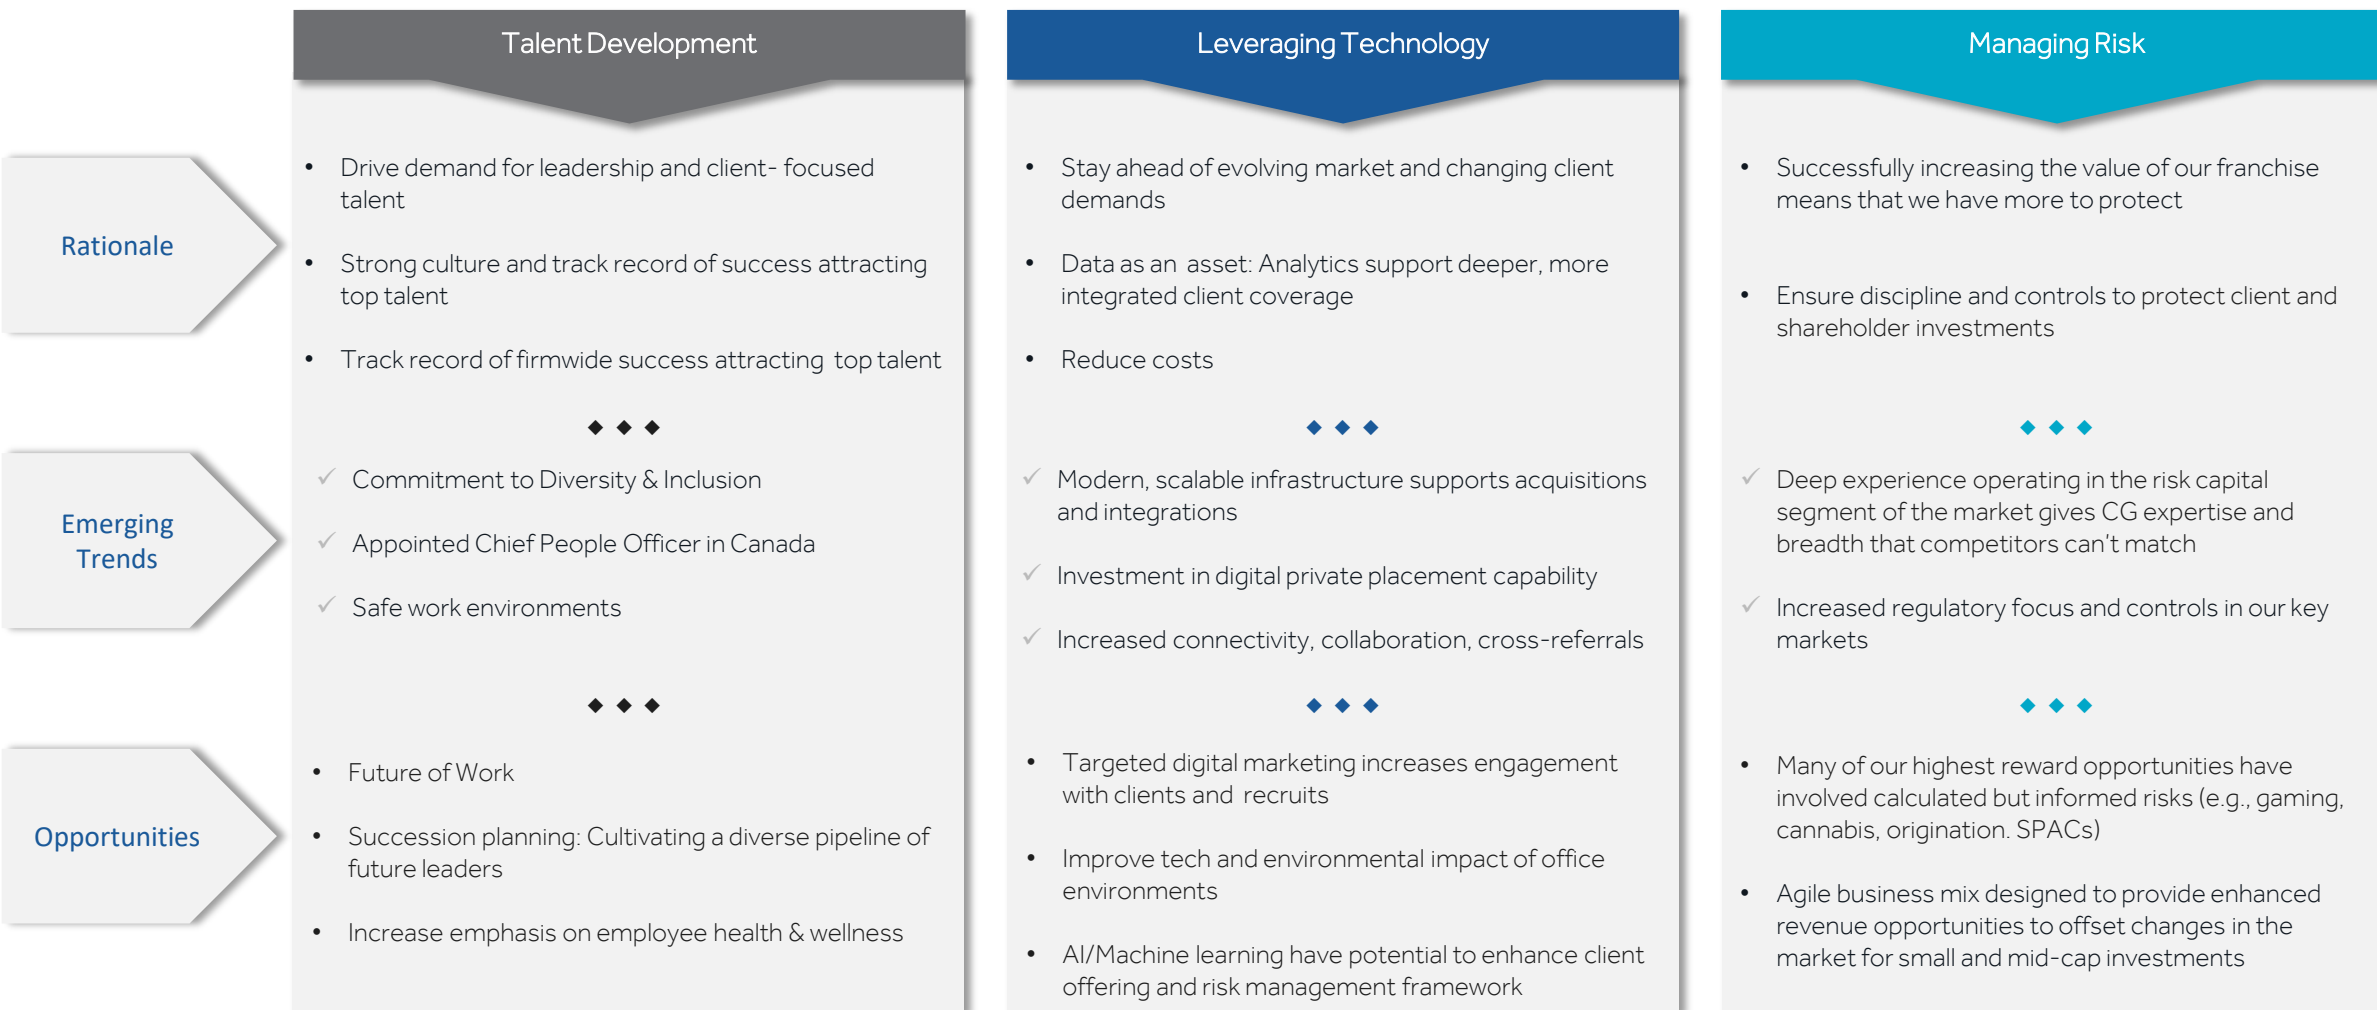 Talent Development
Leveraging Technology
Managing Risk
Rationale
• Drive demand for leadership and client- focused
talent
• Strong culture and track record of success attracting
top talent
• Track record of firmwide success attracting top talent
• Stay ahead of evolving market and changing client
demands
• Data as an asset: Analytics support deeper, more
integrated client coverage
• Reduce costs
• Successfully increasing the value of our franchise
means that we have more to protect
• Ensure discipline and controls to protect client and
shareholder investments
Emerging
Trends
✓ Commitment to Diversity & Inclusion
✓ Appointed Chief People Officer in Canada
✓ Safe work environments
✓ Modern, scalable infrastructure supports acquisitions
and integrations
✓ Investment in digital private placement capability
✓ Increased connectivity, collaboration, cross-referrals
✓ Deep experience operating in the risk capital
segment of the market gives CG expertise and
breadth that competitors can't match
✓ Increased regulatory focus and controls in our key
markets
Opportunities
• Future of Work
• Succession planning: Cultivating a diverse pipeline of
future leaders
• Increase emphasis on employee health & wellness
• Targeted digital marketing increases engagement
with clients and recruits
• Improve tech and environmental impact of office
environments
• AI/Machine learning have potential to enhance client
offering and risk management framework
• Many of our highest reward opportunities have
involved calculated but informed risks (e.g., gaming,
cannabis, origination. SPACs)
• Agile business mix designed to provide enhanced
revenue opportunities to offset changes in the
market for small and mid-cap investments